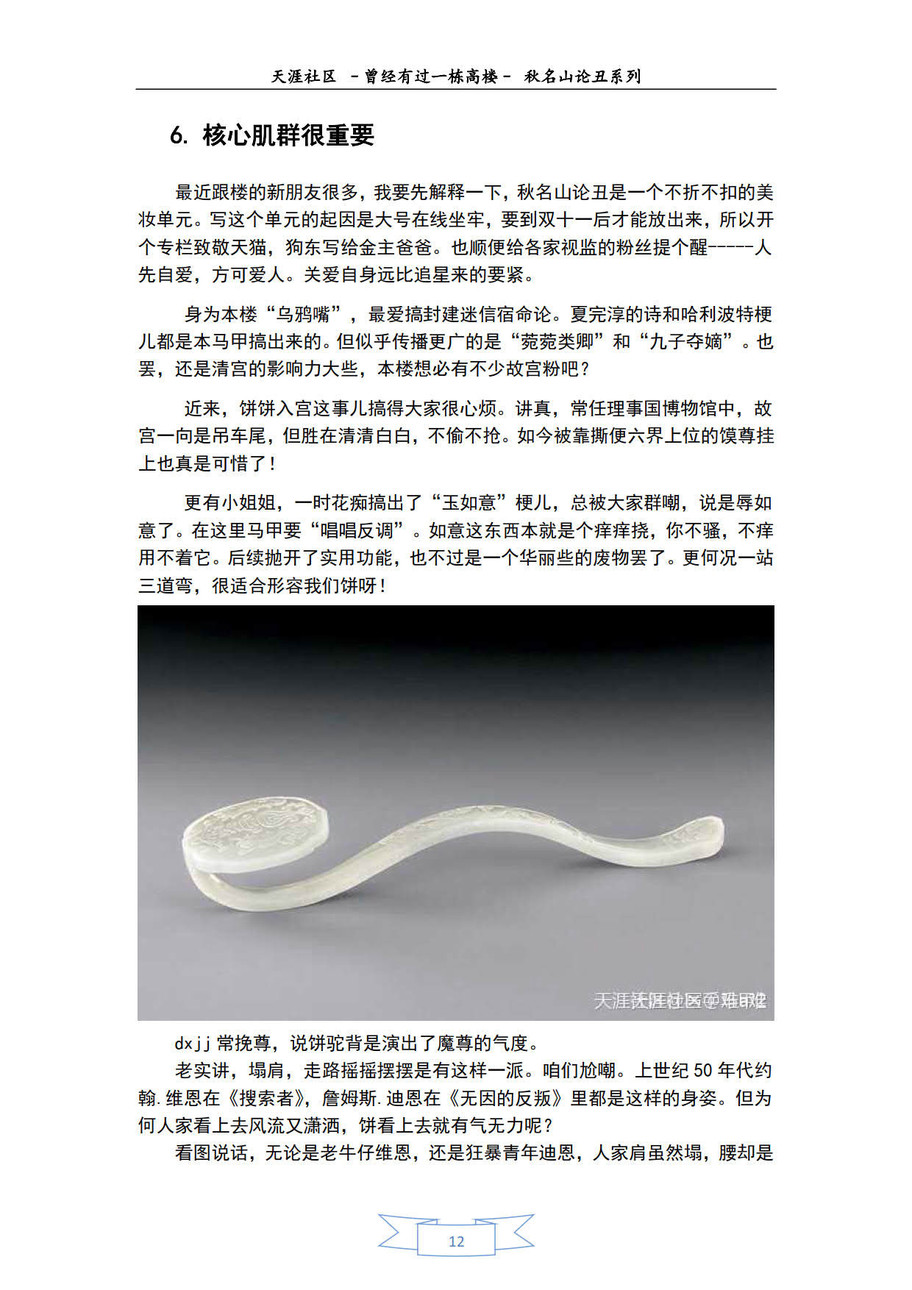 天涯社区 -曾经有过一栋高楼- 秋名山论丑系列
6. 核心肌群很重要
最近跟楼的新朋友很多，我要先解释一下，秋名山论丑是一个不折不扣的美
妆单元。写这个单元的起因是大号在线坐牢，要到双十一后才能放出来，所以开
个专栏致敬天猫，狗东写给金主爸爸。也顺便给各家视监的粉丝提个醒-----人
先自爱，方可爱人。关爱自身远比追星来的要紧。
身为本楼“乌鸦嘴”，最爱搞封建迷信宿命论。夏完淳的诗和哈利波特梗
儿都是本马甲搞出来的。但似乎传播更广的是“菀菀类卿”和“九子夺嫡”。也
罢，还是清宫的影响力大些，本楼想必有不少故宫粉吧？
近来，饼饼入宫这事儿搞得大家很心烦。讲真，常任理事国博物馆中，故
宫一向是吊车尾，但胜在清清白白，不偷不抢。如今被靠撕便六界上位的馍尊挂
上也真是可惜了！
更有小姐姐，一时花痴搞出了“玉如意”梗儿，总被大家群嘲，说是辱如
意了。在这里马甲要“唱唱反调”。如意这东西本就是个痒痒挠，你不骚，不痒
用不着它。后续抛开了实用功能，也不过是一个华丽些的废物罢了。更何况一站
三道弯，很适合形容我们饼呀！
天涯社区
dxjj 常挽尊，说饼驼背是演出了魔尊的气度。
老实讲，塌肩，走路摇摇摆摆是有这样一派。咱们尬嘲。上世纪 50 年代约
翰.维恩在《搜索者》，詹姆斯.迪恩在《无因的反叛》里都是这样的身姿。但为
何人家看上去风流又潇洒，饼看上去就有气无力呢？
看图说话，无论是老牛仔维恩，还是狂暴青年迪恩，人家肩虽然塌，腰却是
12